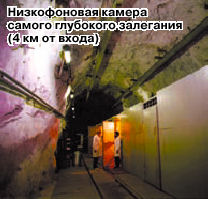 Низкофоновая камера
самого глубокого залегания
(4 км от входа)